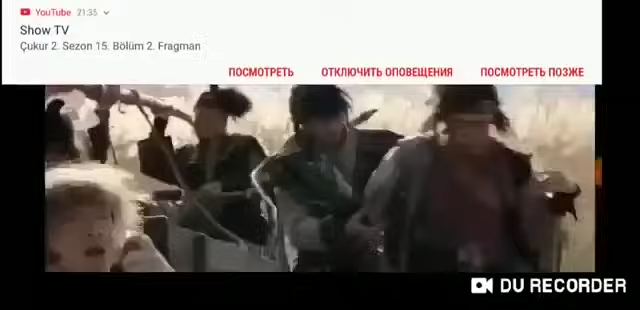 YouTube 21:35
Show TV
Çukur 2. Sezon 15. Bölüm 2. Fragman
ПОСМОТРЕТЬ ОТКЛЮЧИТЬ ОПОВЕЩЕНИЯ ПОСМОТРЕТЬ ПОЗЖЕ
DU RECORDER